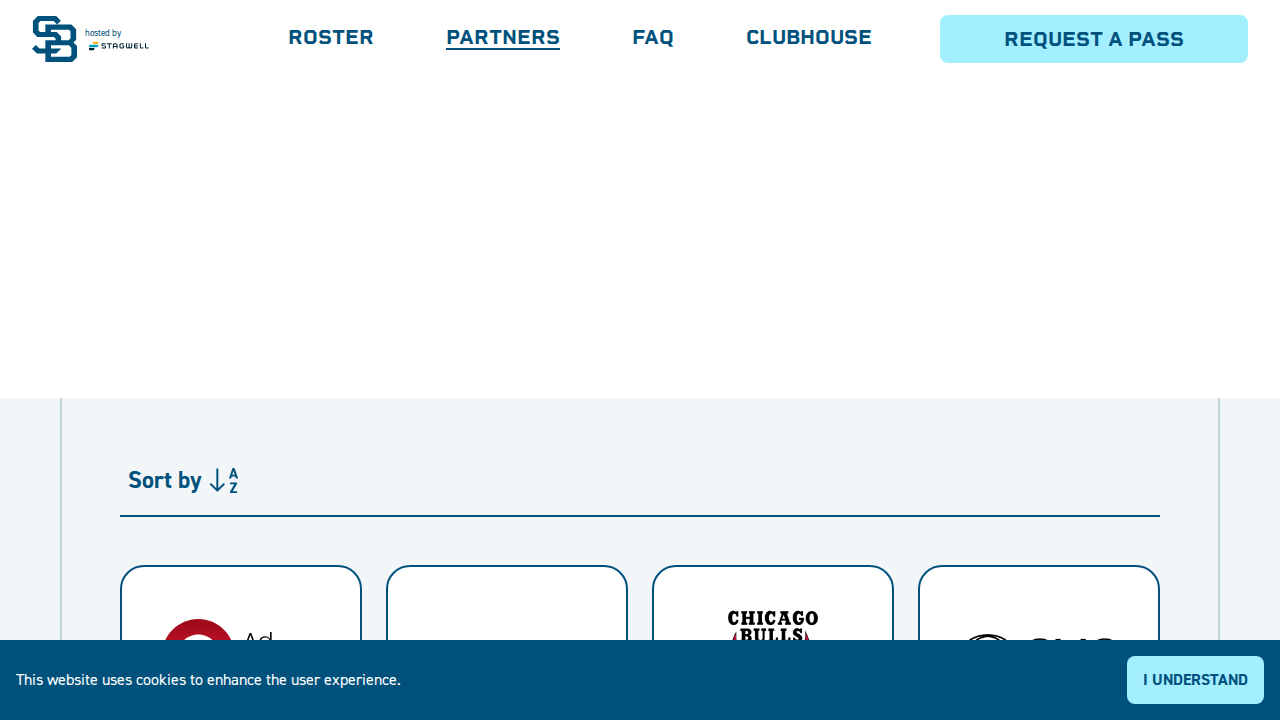 SB
hosted by
STAGWELL
ROSTER
PARTNERS
FAQ
CLUBHOUSE
REQUEST A PASS
Sort by
A
Z
Ad
CHICAGO
BULLS
This website uses cookies to enhance the user experience.
I UNDERSTAND